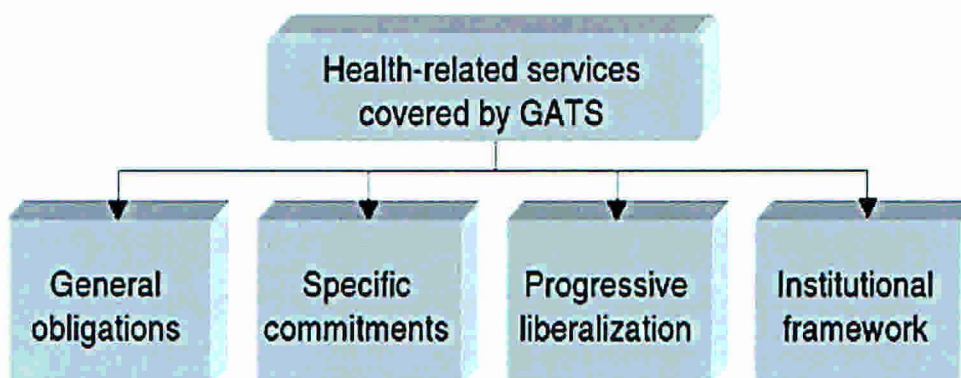 Health-related services
covered by GATS
General
obligations
Specific
commitments
Progressive
liberalization
Institutional
framework